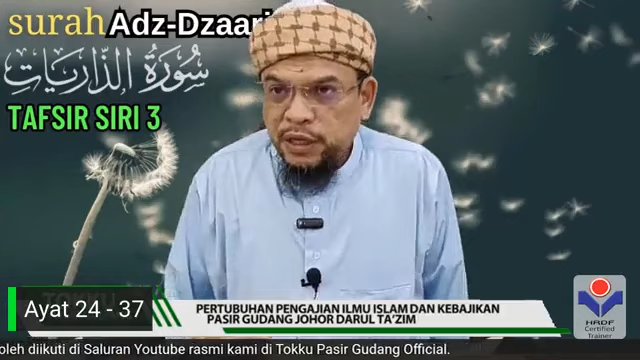 surah Adz-Dzaari
سُورَةُ الذَّارِيَاتِ
TAFSIR SIRI 3
Ayat 24 - 37
PERTUBUHAN PENGAJIAN ILMU ISLAM DAN KEBAJIKAN
PASIR GUDANG JOHOR DARUL TA'ZIM
HRDF
Certified
Trainer
oleh diikuti di Saluran Youtube rasmi kami di Tokku Pasir Gudang Official.